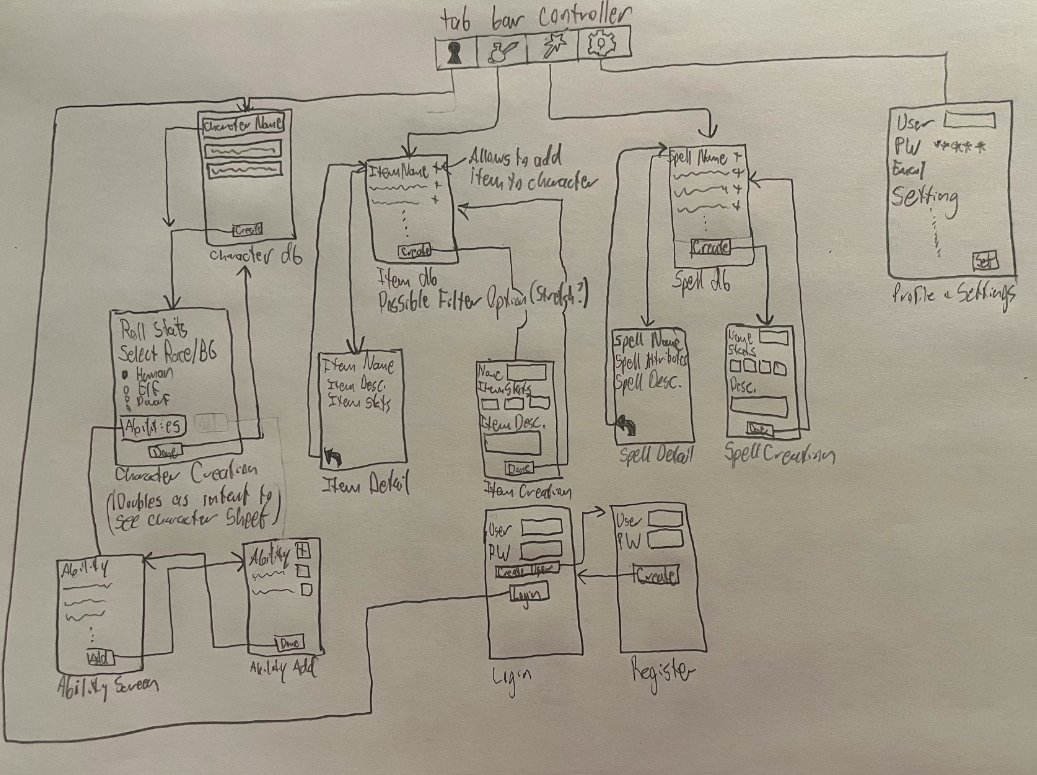 tab bar controller
Character Name
Create
Character db
Item Name +
+
+
Create
Item db
Possible Filter Option (Stretch?)
Allows to add
item to character
Spell Name +
+
+
Create
Spell db
User
PW *****
Email
Setting
Set
Profile & Settings
Roll Stats
Select Race/BG
Human
Elf
Dwarf
Abilities
Done
Character Creation
(Doubles as intent to
see character sheet)
Item Name
Item Desc.
Item Stats
Item Detail
Name
Item Stats
Item Desc.
Done
Item Creation
Spell Name
Spell Attributes
Spell Desc.
Spell Detail
Name
Stats
Desc.
Done
Spell Creation
Ability
Add
Ability Screen
Ability +
Done
Ability Add
User
PW
Create User
Login
Login
User
PW
Create
Register